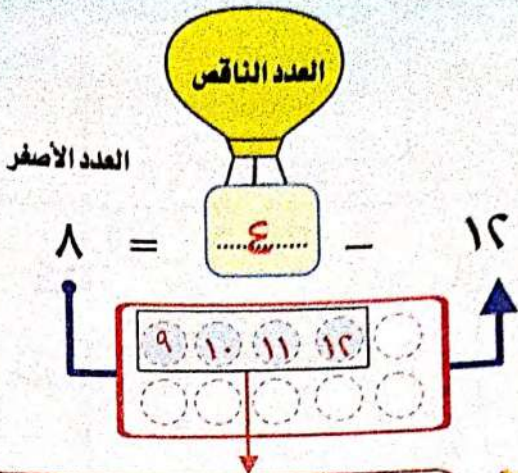 العدد الناقص
العدد الأصغر
١٢ − ٤ = ٨
٩ ١٠ ١١ ١٢